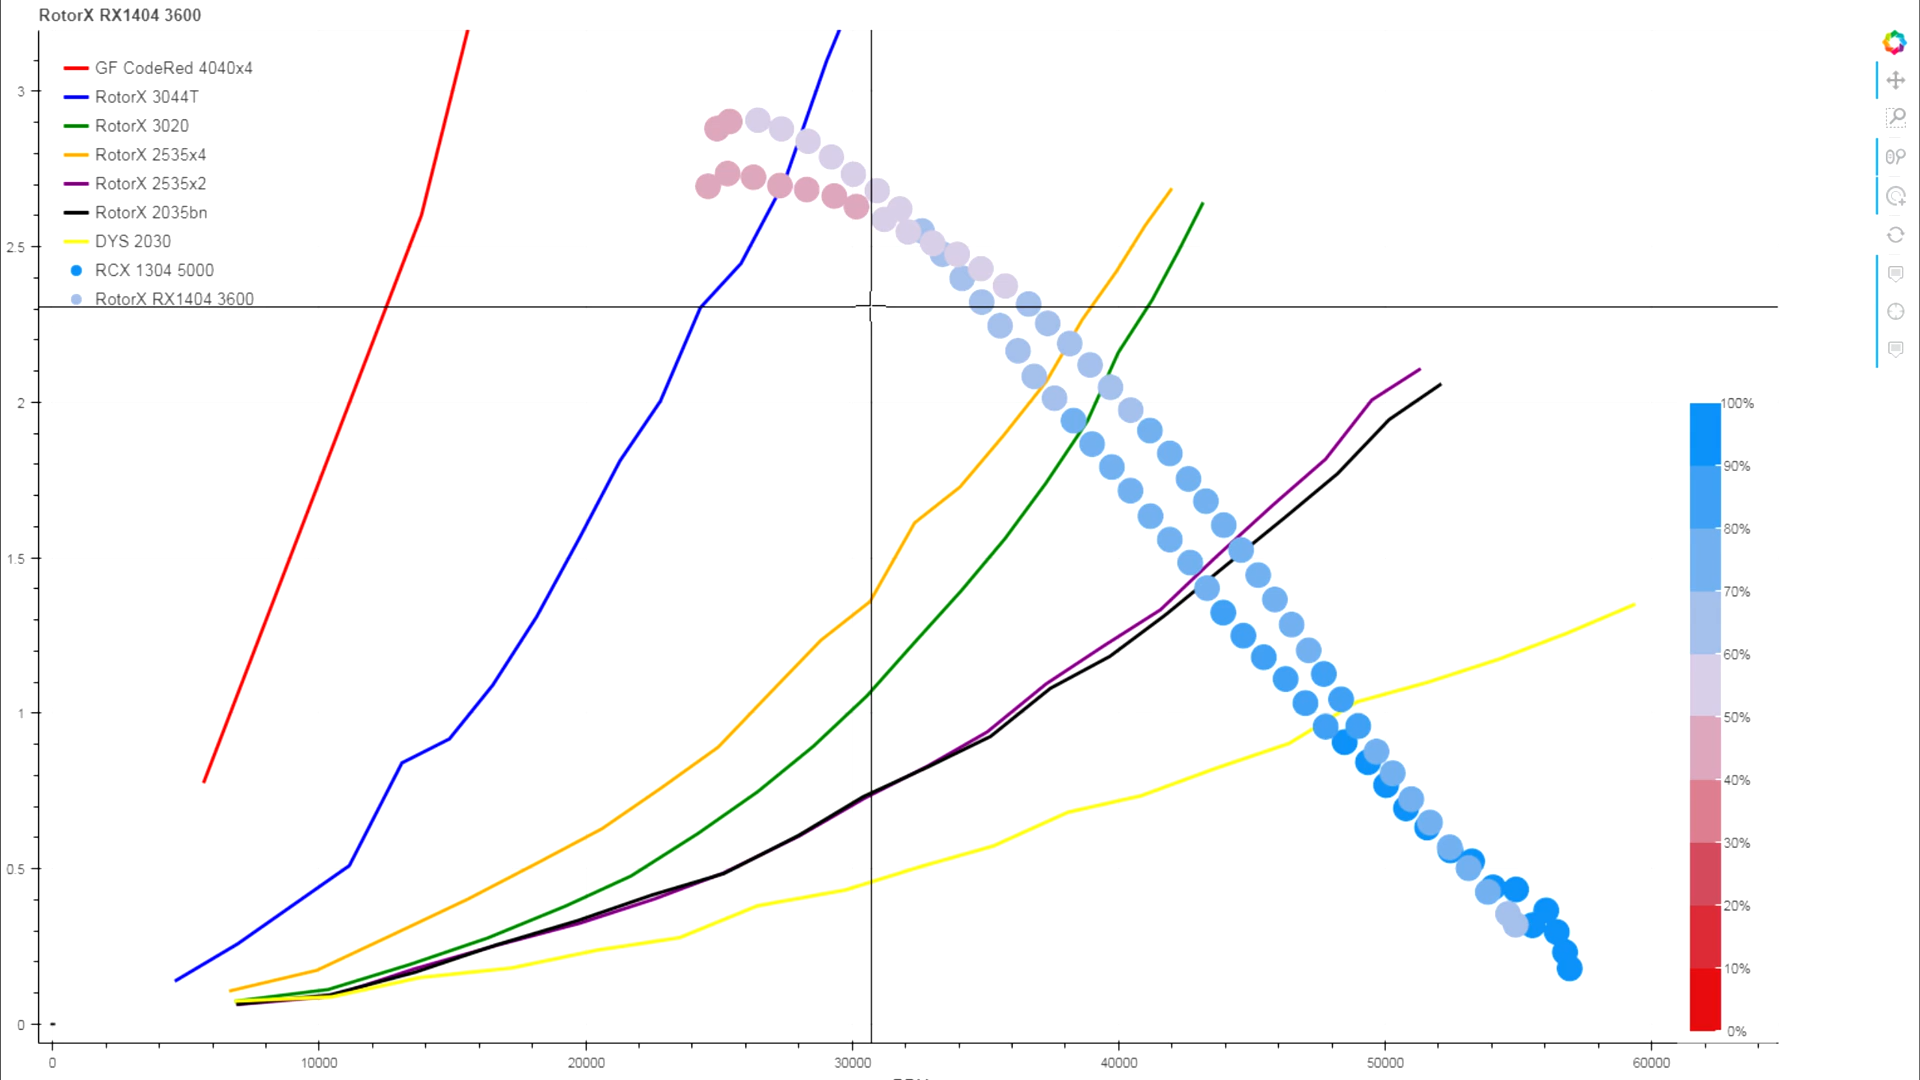 RotorX RX1404 3600
GF CodeRed 4040x4
RotorX 3044T
RotorX 3020
RotorX 2535x4
RotorX 2535x2
RotorX 2035bn
DYS 2030
RCX 1304 5000
RotorX RX1404 3600
3
2.5
2
1.5
1
0.5
0
0
10000
20000
30000
40000
50000
60000
100%
90%
80%
70%
60%
50%
40%
30%
20%
10%
0%